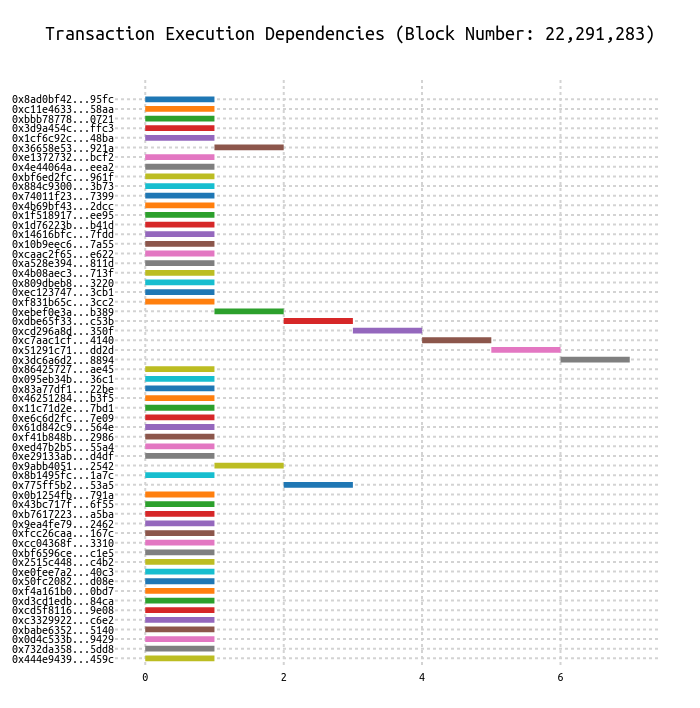 Transaction Execution Dependencies (Block Number: 22,291,283)
0x8ad0bf42...95fc
0xc11e4633...58aa
0xbbb78778...0721
0x3d9a454c...ffc3
0x1cf6c92c...48ba
0x36658e53...921a
0xe1372732...bcf2
0x4e44064a...eea2
0xbf6ed2fc...961f
0x884c9300...3b73
0x74011f23...7399
0x4b69bf43...2dcc
0x1f518917...ee95
0x1d76223b...b41d
0x14616bfc...7fdd
0x10b9eec6...7a55
0xcaac2f65...e622
0xa528e394...811d
0x4b08aec3...713f
0x809dbeb8...3220
0xec123747...3cb1
0xf831b65c...3cc2
0xebef0e3a...b389
0xdbe65f33...c53b
0xcd296a8d...350f
0xc7aac1cf...4140
0x51291c71...dd2d
0x3dc6a6d2...8894
0x86425727...ae45
0x095eb34b...36c1
0x83a77df1...22be
0x46251284...b3f5
0x11c71d2e...7bd1
0xe6c6d2fc...7e09
0x61d842c9...564e
0xf41b848b...2986
0xed47b2b5...55a4
0xe29133ab...d4df
0x9abb4051...2542
0x8b1495fc...1a7c
0x775ff5b2...53a5
0x0b1254fb...791a
0x43bc717f...6f55
0xb7617223...a5ba
0x9ea4fe79...2462
0xfcc26caa...167c
0xcc04368f...3310
0xbf6596ce...c1e5
0x2515c448...c4b2
0xe0fee7a2...40c3
0x50fc2082...d08e
0xf4a161b0...0bd7
0xd3cd1edb...84ca
0xcd5f8116...9e08
0xc3329922...c6e2
0xbabe6352...5140
0x0d4c533b...9429
0x732da358...5dd8
0x444e9439...459c
0 2 4 6